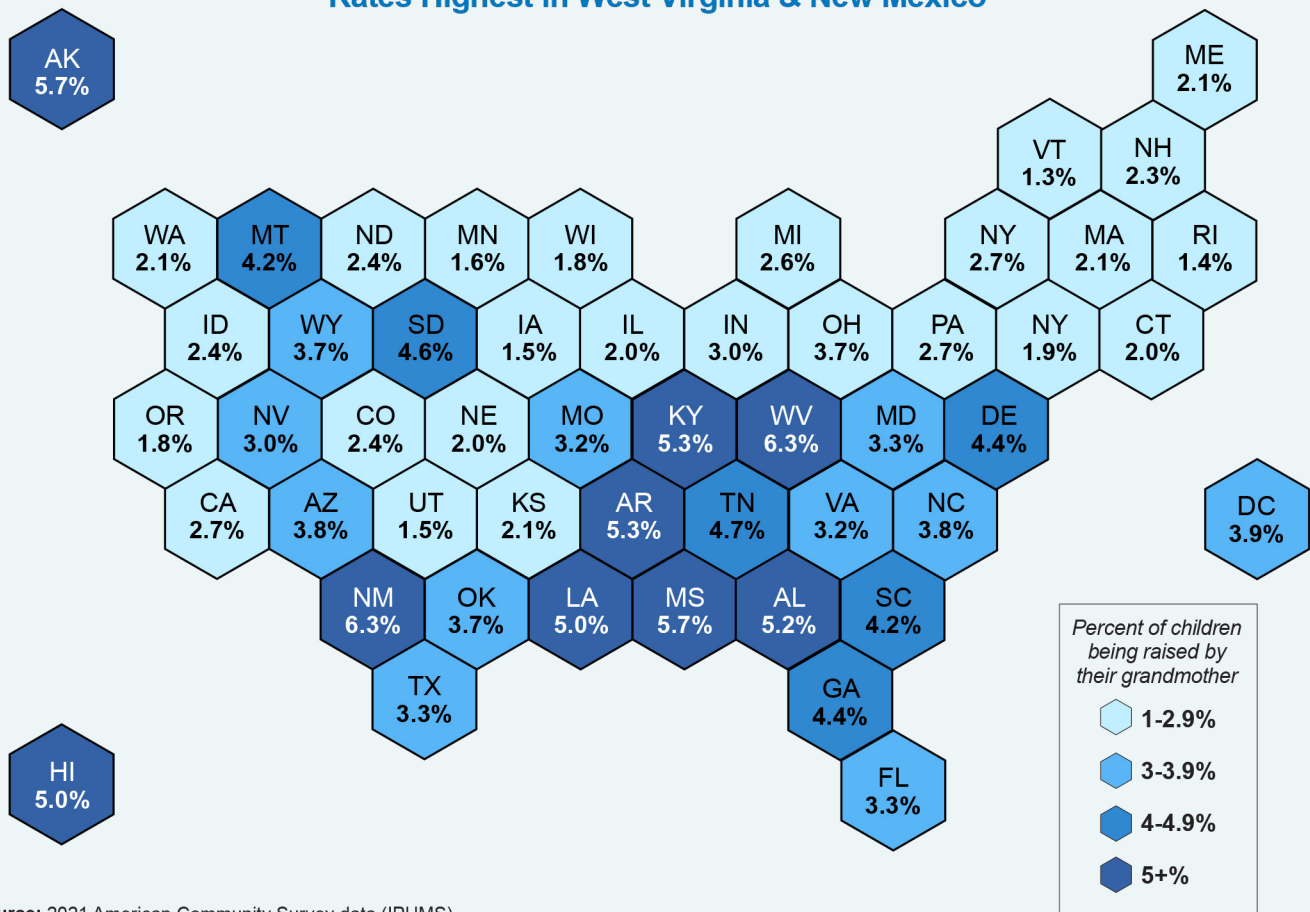 Rates Highest in West Virginia & New Mexico
AK
5.7%
ME
2.1%
VT
1.3%
NH
2.3%
WA
2.1%
MT
4.2%
ND
2.4%
MN
1.6%
WI
1.8%
MI
2.6%
NY
2.7%
MA
2.1%
RI
1.4%
ID
2.4%
WY
3.7%
SD
4.6%
IA
1.5%
IL
2.0%
IN
3.0%
OH
3.7%
PA
2.7%
NY
1.9%
CT
2.0%
OR
1.8%
NV
3.0%
CO
2.4%
NE
2.0%
MO
3.2%
KY
5.3%
WV
6.3%
MD
3.3%
DE
4.4%
CA
2.7%
AZ
3.8%
UT
1.5%
KS
2.1%
AR
5.3%
TN
4.7%
VA
3.2%
NC
3.8%
DC
3.9%
NM
6.3%
OK
3.7%
LA
5.0%
MS
5.7%
AL
5.2%
SC
4.2%
TX
3.3%
GA
4.4%
HI
5.0%
FL
3.3%
Percent of children
being raised by
their grandmother
1-2.9%
3-3.9%
4-4.9%
5+%
2021 American Community Survey data (IPUMS)